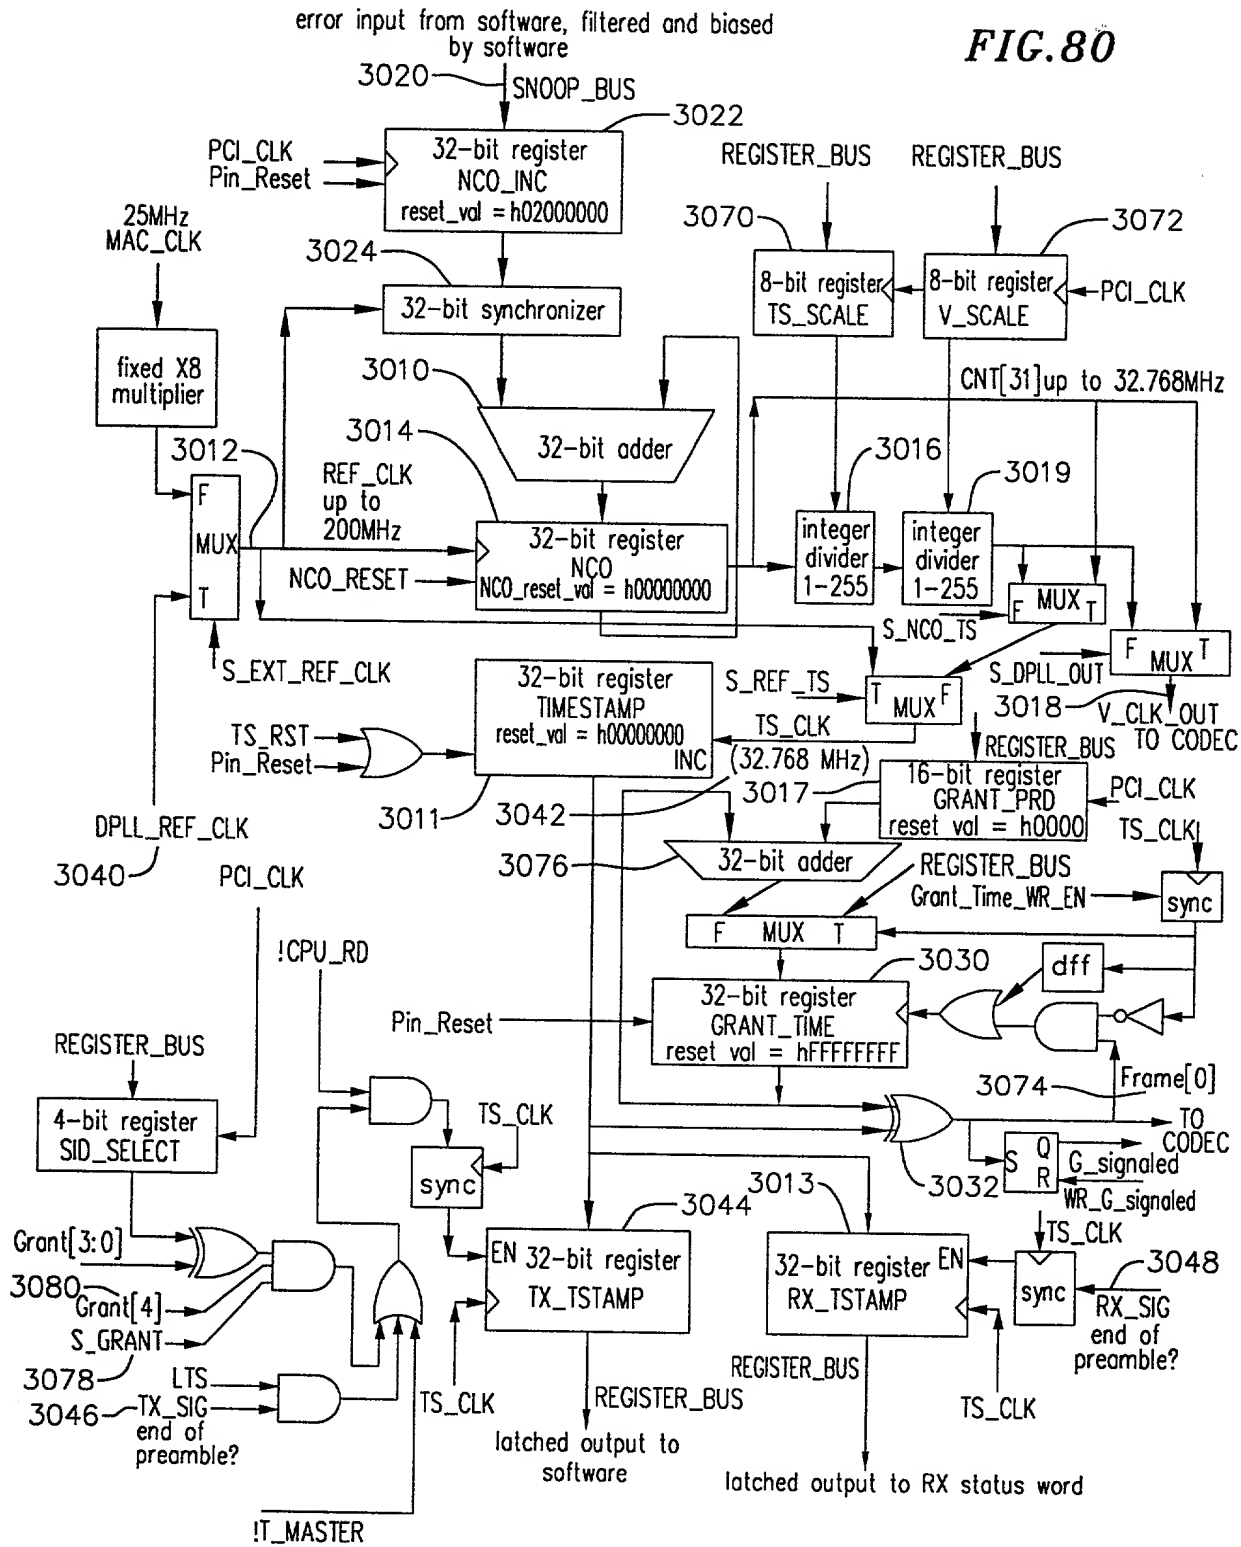 error input from software, filtered and biased
by software
FIG.80
3020
SNOOP_BUS
3022
32-bit register
NCO_INC
reset_val = h02000000
PCI_CLK
Pin_Reset
REGISTER_BUS
REGISTER_BUS
25MHz
MAC_CLK
3024
32-bit synchronizer
3070
8-bit register
TS_SCALE
3072
8-bit register
V_SCALE
PCI_CLK
fixed X8
multiplier
3010
32-bit adder
CNT[31]up to 32.768MHz
3012
3014
REF_CLK
up to
200MHz
F
MUX
T
32-bit register
NCO
NCO_reset_val = h00000000
NCO_RESET
3016
integer
divider
1-255
3019
integer
divider
1-255
F MUX T
S_NCO_TS
F MUX T
S_DPLL_OUT
3018
V_CLK_OUT
TO CODEC
S_EXT_REF_CLK
32-bit register
TIMESTAMP
reset_val = h00000000
INC
S_REF_TS
T MUX F
TS_CLK
(32.768 MHz)
TS_RST
Pin_Reset
3011
3042
3017
REGISTER_BUS
16-bit register
GRANT_PRD
reset val = h0000
PCI_CLK
TS_CLK
DPLL_REF_CLK
3040
PCI_CLK
3076
32-bit adder
REGISTER_BUS
Grant_Time_WR_EN
sync
F MUX T
!CPU_RD
3030
dff
32-bit register
GRANT_TIME
reset val = hFFFFFFFF
Pin_Reset
REGISTER_BUS
3074
Frame[0]
4-bit register
SID_SELECT
TS_CLK
sync
TO
CODEC
3032
S Q
R
G_signaled
WR_G_signaled
3013
3044
TS_CLK
Grant[3:0]
3080
Grant[4]
S_GRANT
3078
EN 32-bit register
TX_TSTAMP
32-bit register EN
RX_TSTAMP
sync
3048
RX_SIG
end of
preamble?
LTS
3046
TX_SIG
end of
preamble?
TS_CLK
REGISTER_BUS
REGISTER_BUS
TS_CLK
latched output to
software
latched output to RX status word
!T_MASTER